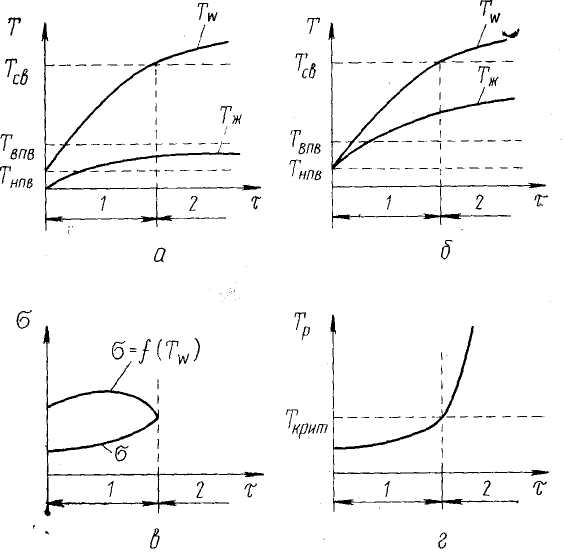 T
T_w
T_св
T_ж
T_впв
T_нпв
1
2
τ
а
T
T_w
T_св
T_ж
T_впв
T_нпв
1
2
τ
б
σ
σ=f(T_w)
σ
1
2
τ
в
T_р
T_крит
1
2
τ
г